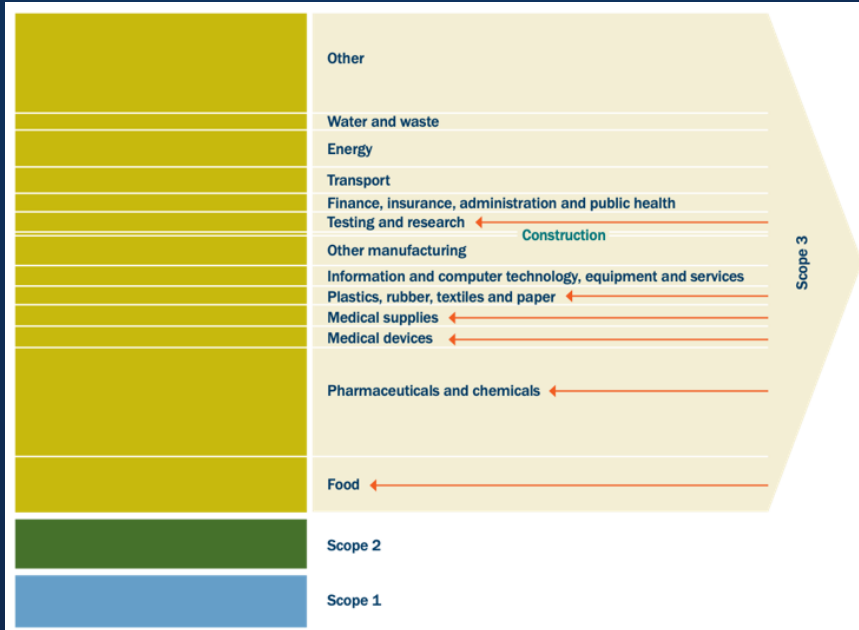 Other
Water and waste
Energy
Transport
Finance, insurance, administration and public health
Testing and research
Construction
Other manufacturing
Information and computer technology, equipment and services
Plastics, rubber, textiles and paper
Medical supplies
Medical devices
Pharmaceuticals and chemicals
Food
Scope 3
Scope 2
Scope 1